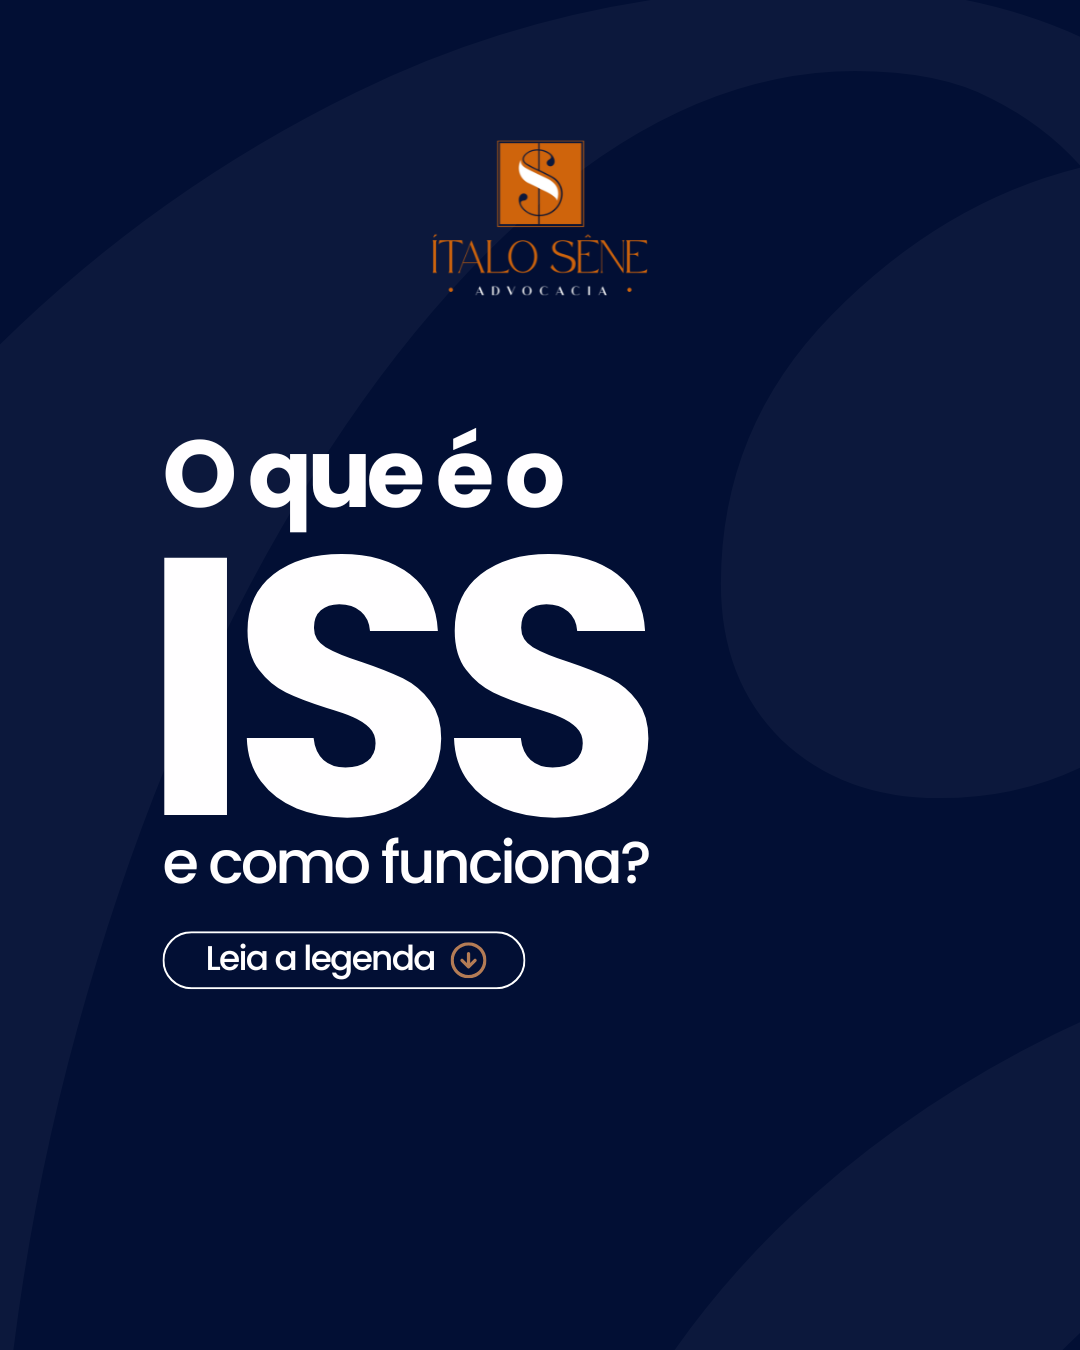 ÍTALO SÊNE
• ADVOCACIA •
O que é o
ISS
e como funciona?
Leia a legenda